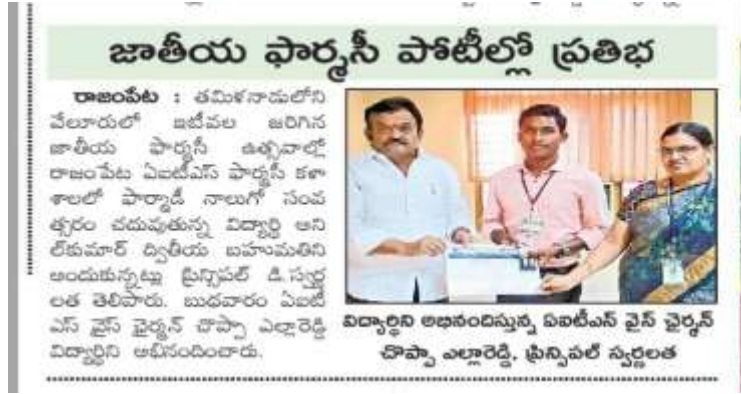 జాతీయ ఫార్మసీ పోటీల్లో ప్రతిభ
రాజంపేట : తమిళనాడులోని
వేలూరులో ఇటీవల జరిగిన
జాతీయ ఫార్మసీ ఉత్సవాల్లో
రాజంపేట ఏఐటీఎస్ ఫార్మసీ కళా
శాలలో ఫార్మాడీ నాలుగో సంవ
త్సరం చదువుతున్న విద్యార్థి అని
ల్‌కుమార్ ద్వితీయ బహుమతిని
అందుకున్నట్లు ప్రిన్సిపల్ డి.స్వర్ణ
లత తెలిపారు. బుధవారం ఏఐటీ
ఎస్ వైస్ ఛైర్మన్ చొప్పా ఎల్లారెడ్డి
విద్యార్థిని అభినందించారు.
విద్యార్థిని అభినందిస్తున్న ఏఐటీఎస్ వైస్ ఛైర్మన్
చొప్పా ఎల్లారెడ్డి, ప్రిన్సిపల్ స్వర్ణలత